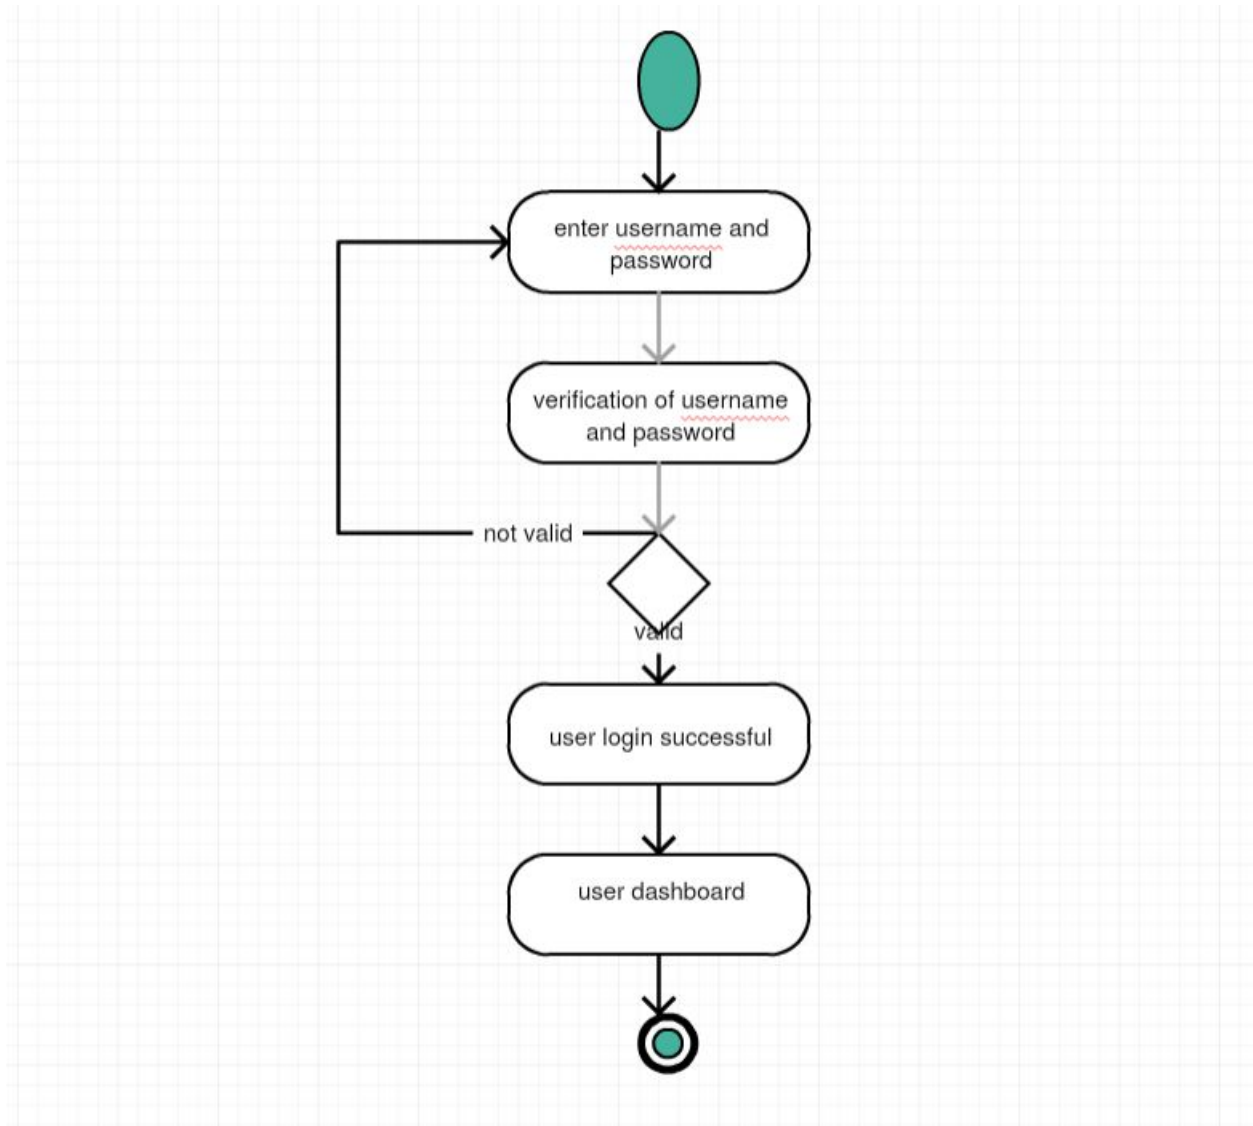 enter username and
password
verification of username
and password
not valid
valid
user login successful
user dashboard